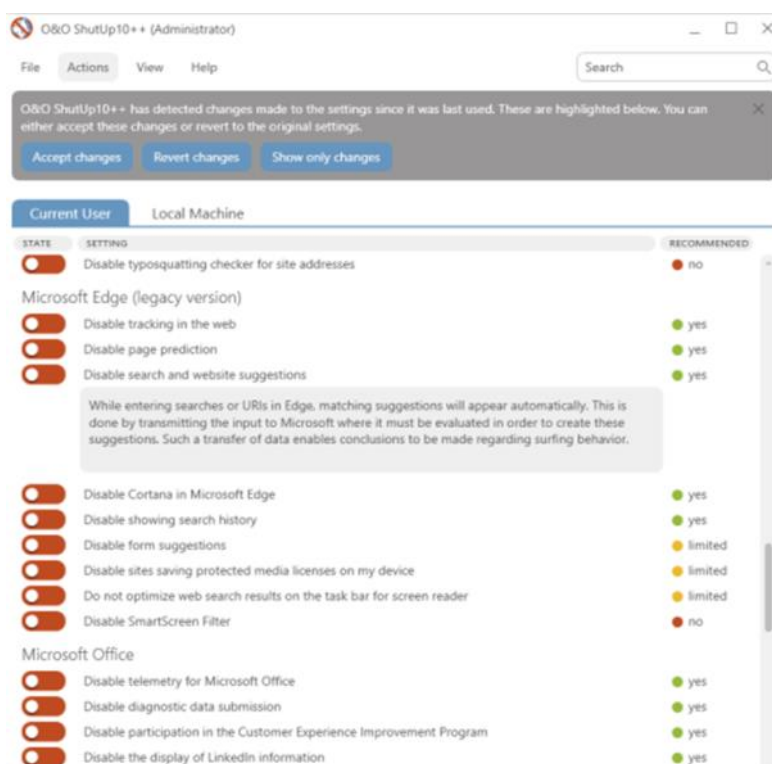 O&O ShutUp10++ (Administrator)
File Actions View Help Search
O&O ShutUp10++ has detected changes made to the settings since it was last used. These are highlighted below. You can
either accept these changes or revert to the original settings.
Accept changes Revert changes Show only changes
Current User Local Machine
STATE SETTING RECOMMENDED
Disable typosquatting checker for site addresses no
Microsoft Edge (legacy version)
Disable tracking in the web yes
Disable page prediction yes
Disable search and website suggestions yes
While entering searches or URIs in Edge, matching suggestions will appear automatically. This is
done by transmitting the input to Microsoft where it must be evaluated in order to create these
suggestions. Such a transfer of data enables conclusions to be made regarding surfing behavior.
Disable Cortana in Microsoft Edge yes
Disable showing search history yes
Disable form suggestions limited
Disable sites saving protected media licenses on my device limited
Do not optimize web search results on the task bar for screen reader limited
Disable SmartScreen Filter no
Microsoft Office
Disable telemetry for Microsoft Office yes
Disable diagnostic data submission yes
Disable participation in the Customer Experience Improvement Program yes
Disable the display of LinkedIn information yes